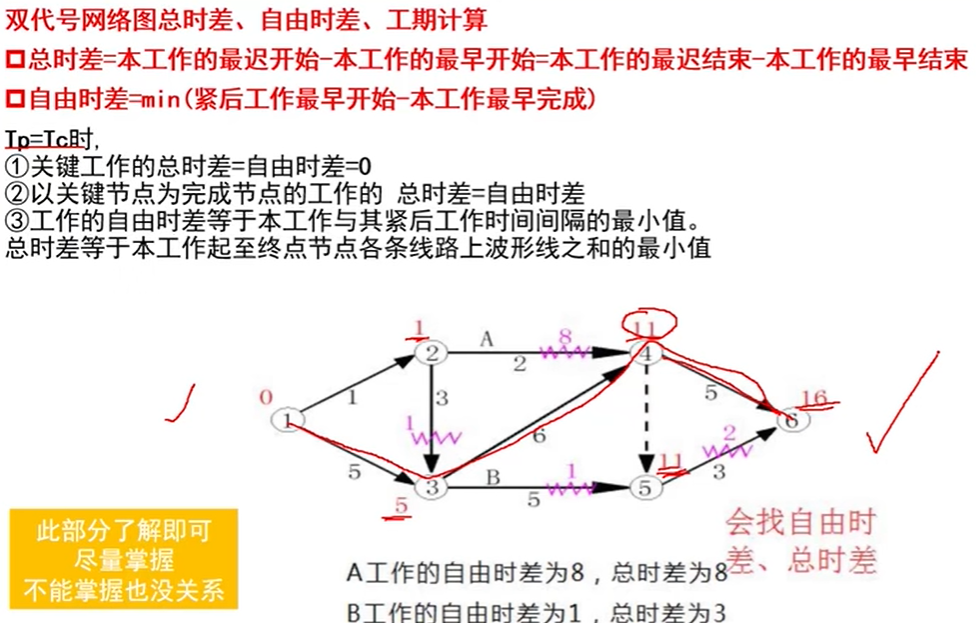 双代号网络图总时差、自由时差、工期计算
总时差=本工作的最迟开始-本工作的最早开始=本工作的最迟结束-本工作的最早结束
自由时差=min(紧后工作最早开始-本工作最早完成)
Tp=Tc时,
①关键工作的总时差=自由时差=0
②以关键节点为完成节点的工作的 总时差=自由时差
③工作的自由时差等于本工作与其紧后工作时间间隔的最小值。
总时差等于本工作起至终点节点各条线路上波形线之和的最小值
1 A 8 11
2 2 4
0 1 3 5 16
1 1 6 2 6
5 B 1 11 3
3 5 5
5
会找自由时
差、总时差
此部分了解即可
尽量掌握
不能掌握也没关系
A工作的自由时差为8，总时差为8
B工作的自由时差为1，总时差为3